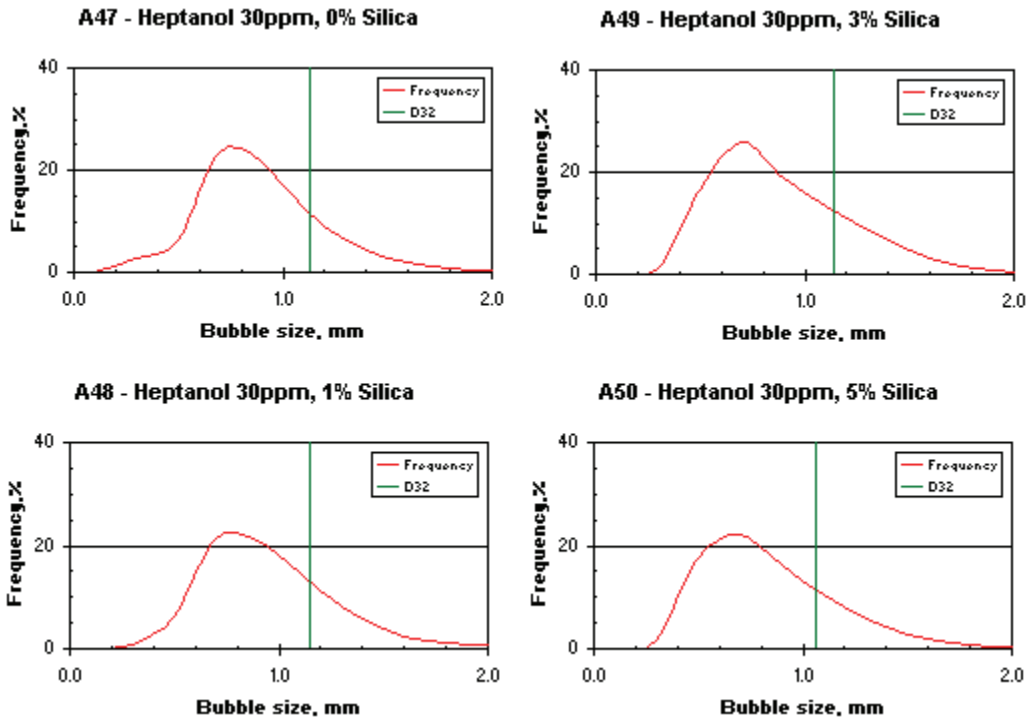 A47 - Heptanol 30ppm, 0% Silica
Frequency,%
40
20
0
Frequency
D32
0.0 1.0 2.0
Bubble size, mm
A49 - Heptanol 30ppm, 3% Silica
Frequency,%
40
20
0
Frequency
D32
0.0 1.0 2.0
Bubble size, mm
A48 - Heptanol 30ppm, 1% Silica
Frequency,%
40
20
0
Frequency
D32
0.0 1.0 2.0
Bubble size, mm
A50 - Heptanol 30ppm, 5% Silica
Frequency,%
40
20
0
Frequency
D32
0.0 1.0 2.0
Bubble size, mm